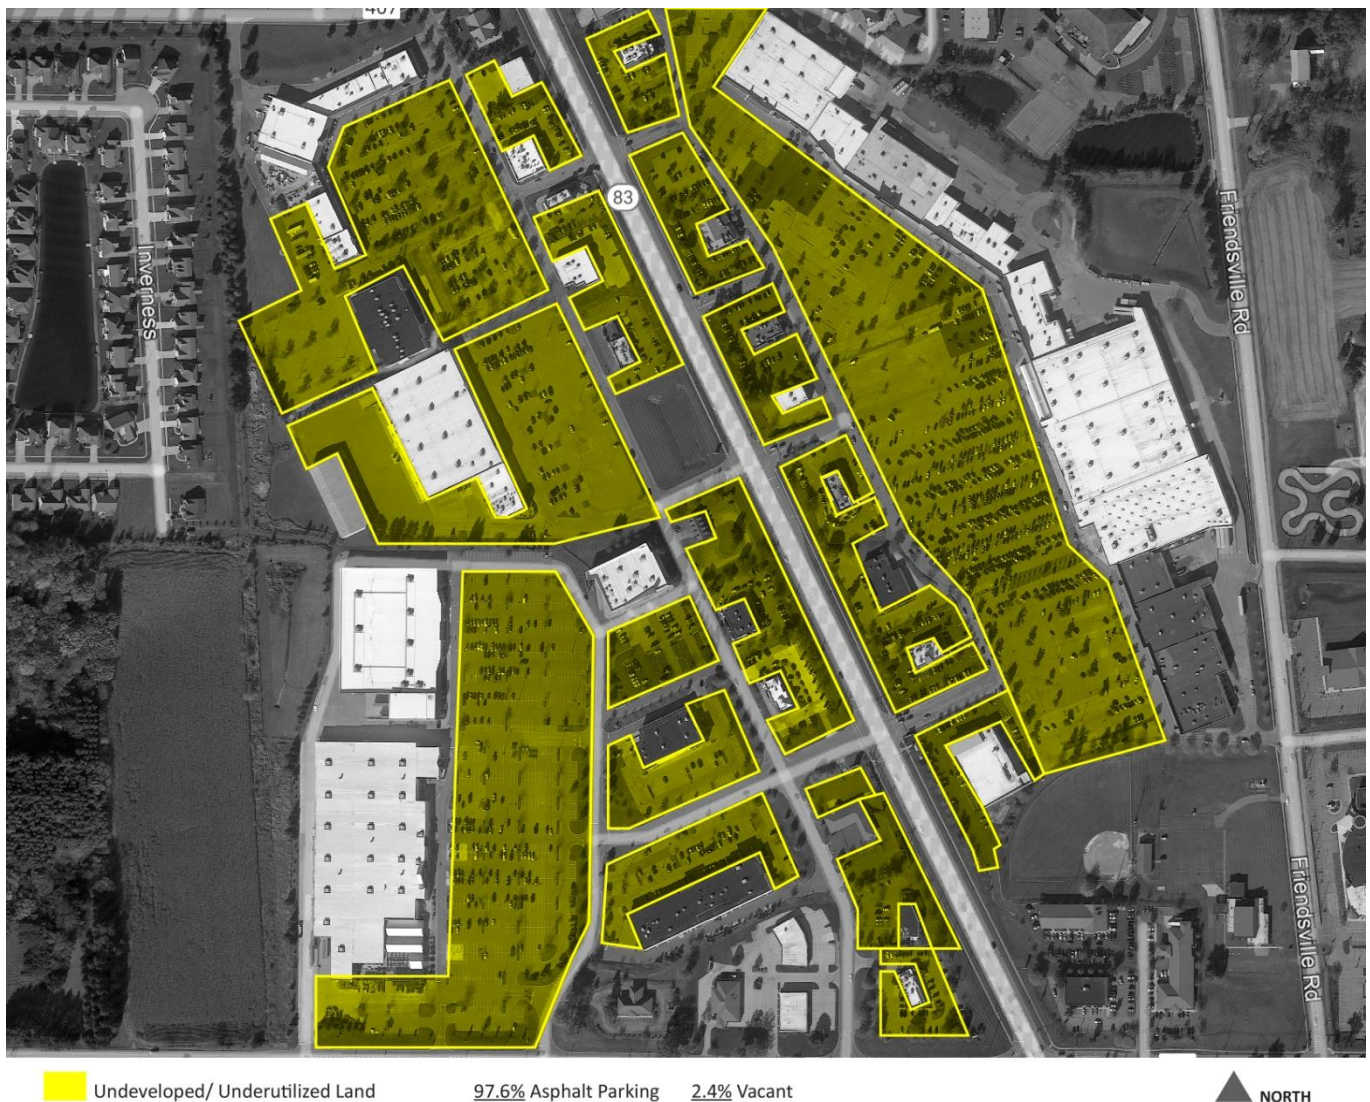 407
83
Inverness
Friendsville Rd
Friendsville Rd
Undeveloped/ Underutilized Land 97.6% Asphalt Parking 2.4% Vacant NORTH